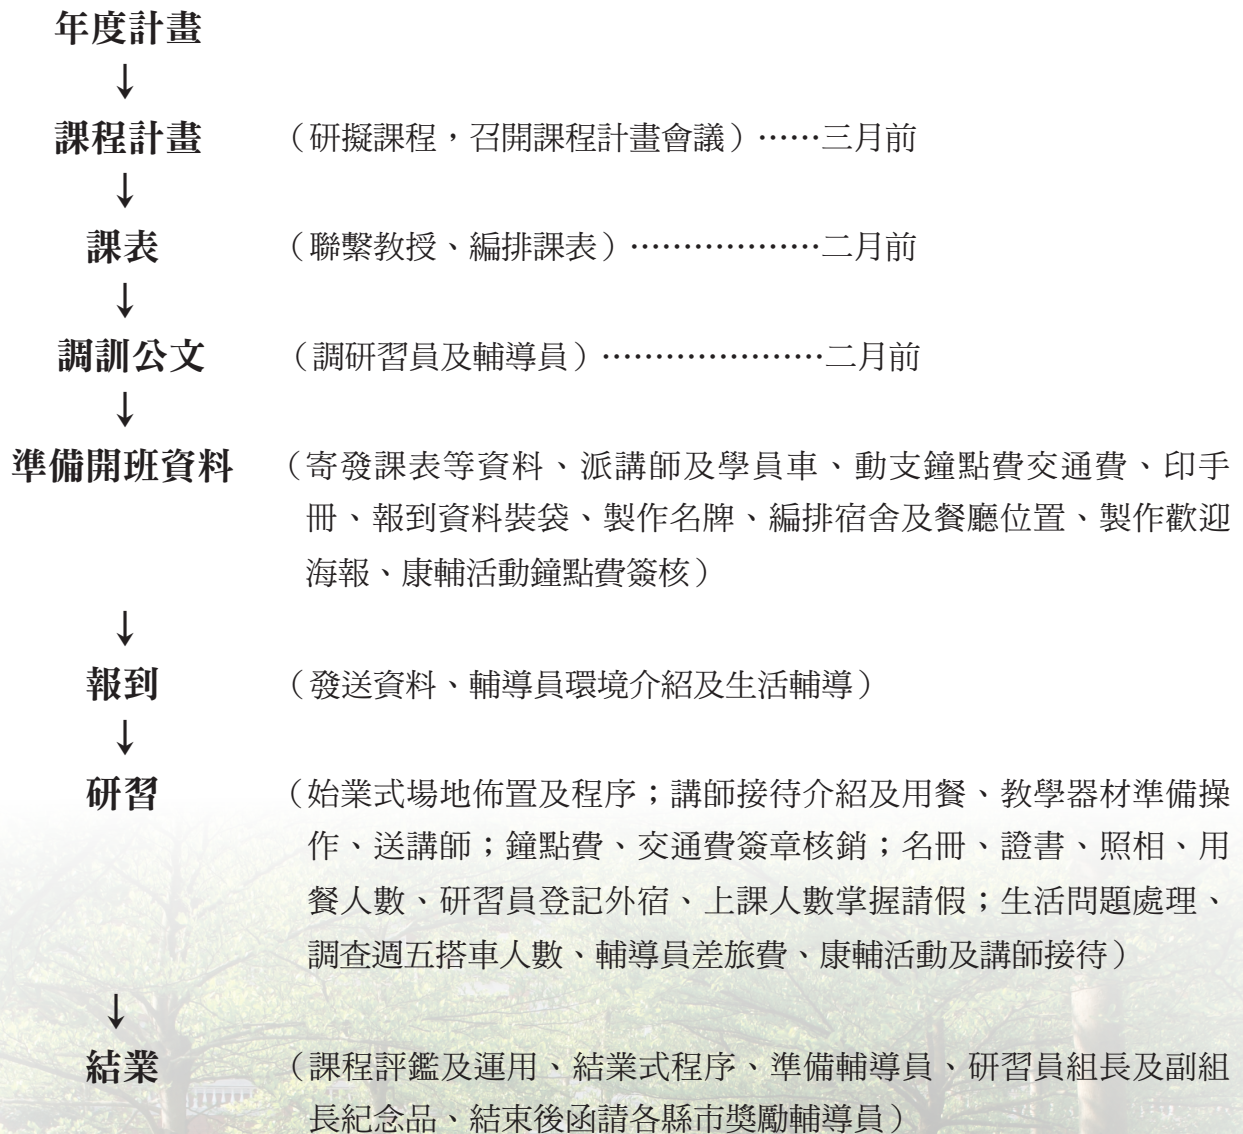 年度計畫
↓
課程計畫 （研擬課程，召開課程計畫會議）……三月前
↓
課表 （聯繫教授、編排課表）………………二月前
↓
調訓公文 （調研習員及輔導員）…………………二月前
↓
準備開班資料 （寄發課表等資料、派講師及學員車、動支鐘點費交通費、印手
冊、報到資料裝袋、製作名牌、編排宿舍及餐廳位置、製作歡迎
海報、康輔活動鐘點費簽核）
↓
報到 （發送資料、輔導員環境介紹及生活輔導）
↓
研習 （始業式場地佈置及程序；講師接待介紹及用餐、教學器材準備操
作、送講師；鐘點費、交通費簽章核銷；名冊、證書、照相、用
餐人數、研習員登記外宿、上課人數掌握請假；生活問題處理、
調查週五搭車人數、輔導員差旅費、康輔活動及講師接待）
↓
結業 （課程評鑑及運用、結業式程序、準備輔導員、研習員組長及副組
長紀念品、結束後函請各縣市獎勵輔導員）